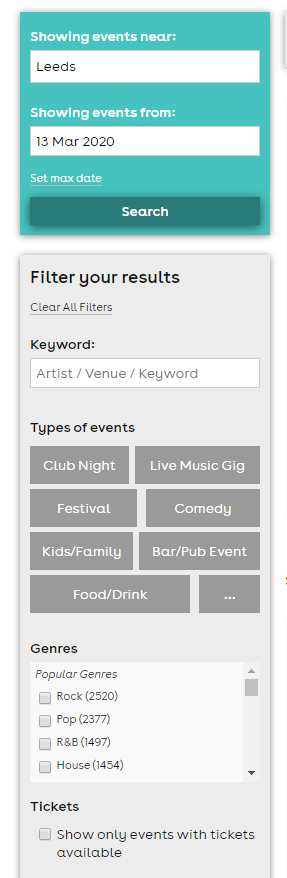 Showing events near:
Leeds
Showing events from:
13 Mar 2020
Set max date
Search
Filter your results
Clear All Filters
Keyword:
Artist / Venue / Keyword
Types of events
Club Night
Live Music Gig
Festival
Comedy
Kids/Family
Bar/Pub Event
Food/Drink
...
Genres
Popular Genres
Rock (2520)
Pop (2377)
R&B (1497)
House (1454)
Tickets
Show only events with tickets
available